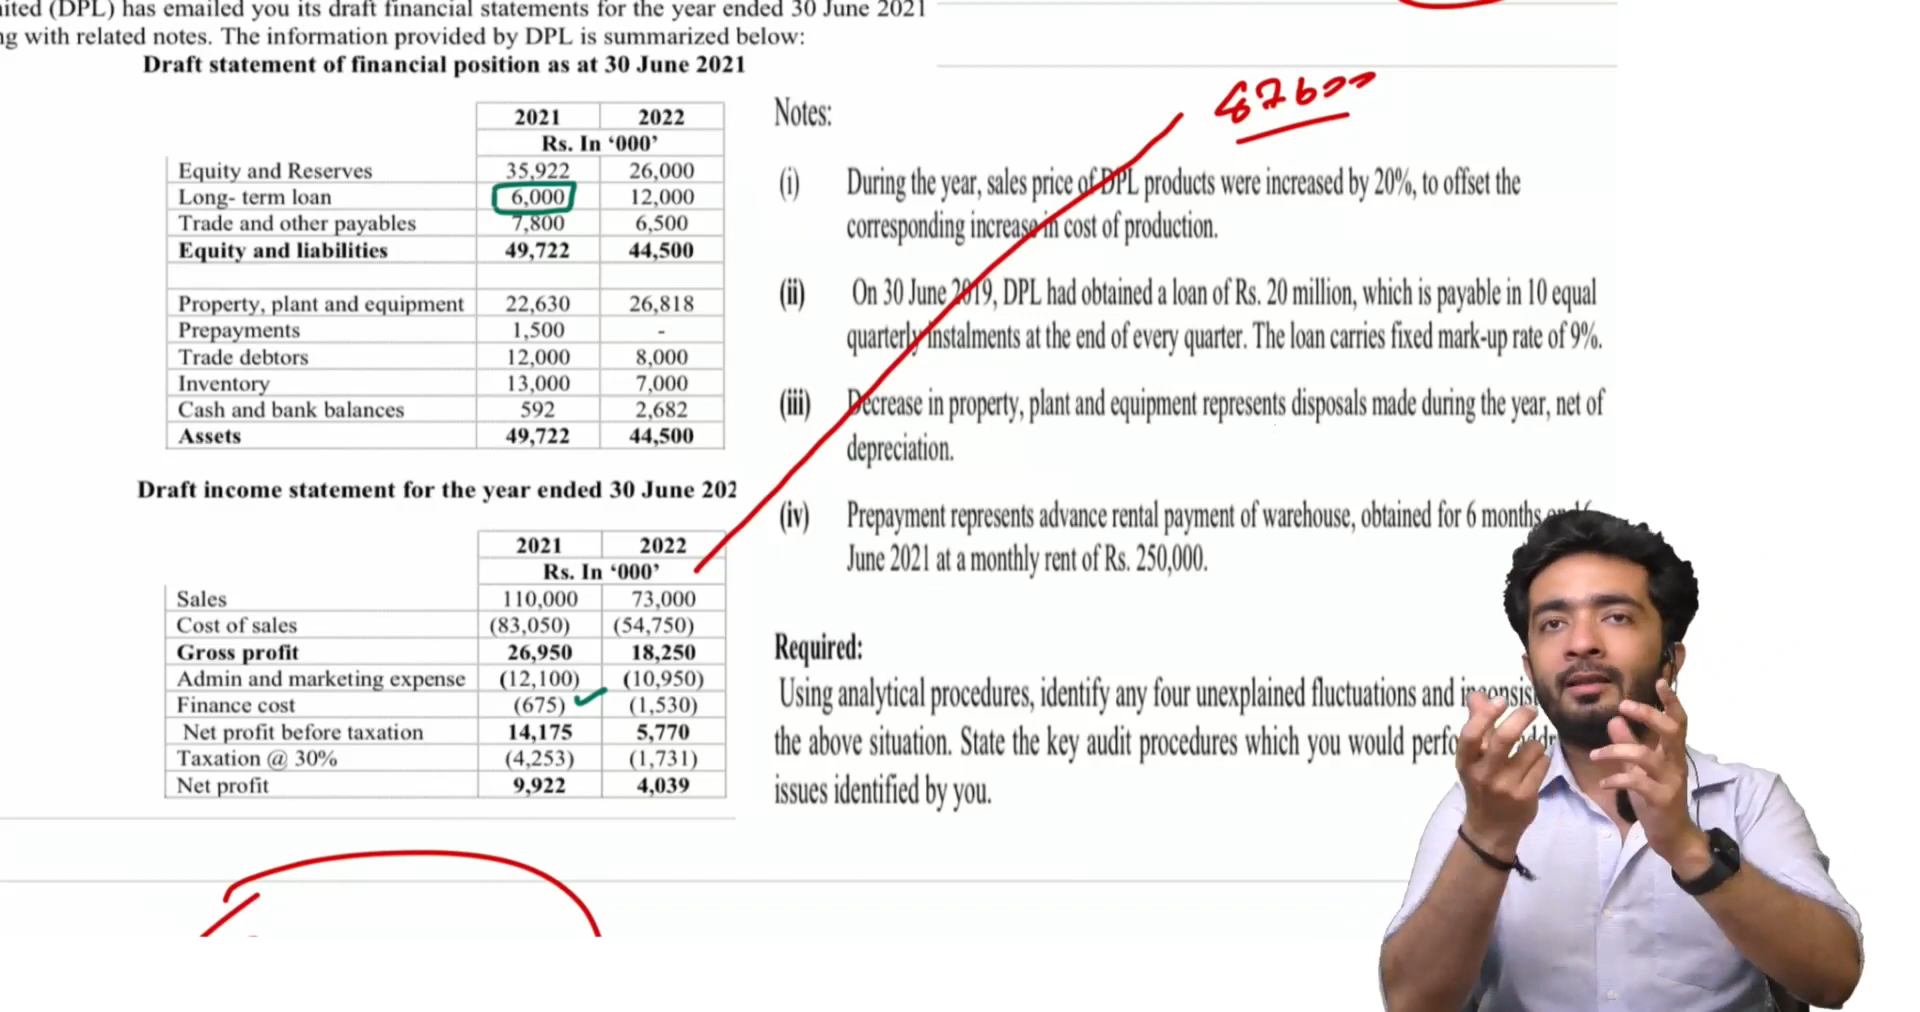 ited (DPL) has emailed you its draft financial statements for the year ended 30 June 2021
ng with related notes. The information provided by DPL is summarized below:
Draft statement of financial position as at 30 June 2021
2021 2022
Rs. In ‘000’
Equity and Reserves 35,922 26,000
Long- term loan 6,000 12,000
Trade and other payables 7,800 6,500
Equity and liabilities 49,722 44,500
Property, plant and equipment 22,630 26,818
Prepayments 1,500 -
Trade debtors 12,000 8,000
Inventory 13,000 7,000
Cash and bank balances 592 2,682
Assets 49,722 44,500
Draft income statement for the year ended 30 June 202
2021 2022
Rs. In ‘000’
Sales 110,000 73,000
Cost of sales (83,050) (54,750)
Gross profit 26,950 18,250
Admin and marketing expense (12,100) (10,950)
Finance cost (675) (1,530)
Net profit before taxation 14,175 5,770
Taxation @ 30% (4,253) (1,731)
Net profit 9,922 4,039
87600
Notes:
(i) During the year, sales price of DPL products were increased by 20%, to offset the
corresponding increase in cost of production.
(ii) On 30 June 2019, DPL had obtained a loan of Rs. 20 million, which is payable in 10 equal
quarterly instalments at the end of every quarter. The loan carries fixed mark-up rate of 9%.
(iii) Decrease in property, plant and equipment represents disposals made during the year, net of
depreciation.
(iv) Prepayment represents advance rental payment of warehouse, obtained for 6 months
June 2021 at a monthly rent of Rs. 250,000.
Required:
Using analytical procedures, identify any four unexplained fluctuations and
the above situation. State the key audit procedures which you would
issues identified by you.